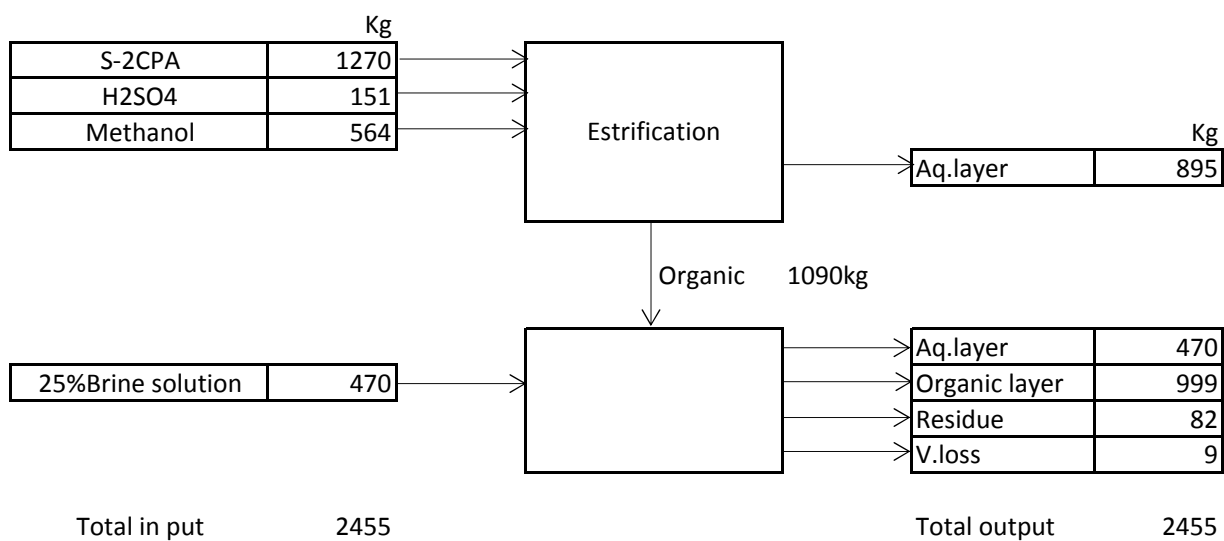 Kg
S-2CPA 1270
H2SO4 151
Methanol 564
Estrification
Kg
Aq.layer 895
Organic 1090kg
25%Brine solution 470
Aq.layer 470
Organic layer 999
Residue 82
V.loss 9
Total in put 2455
Total output 2455